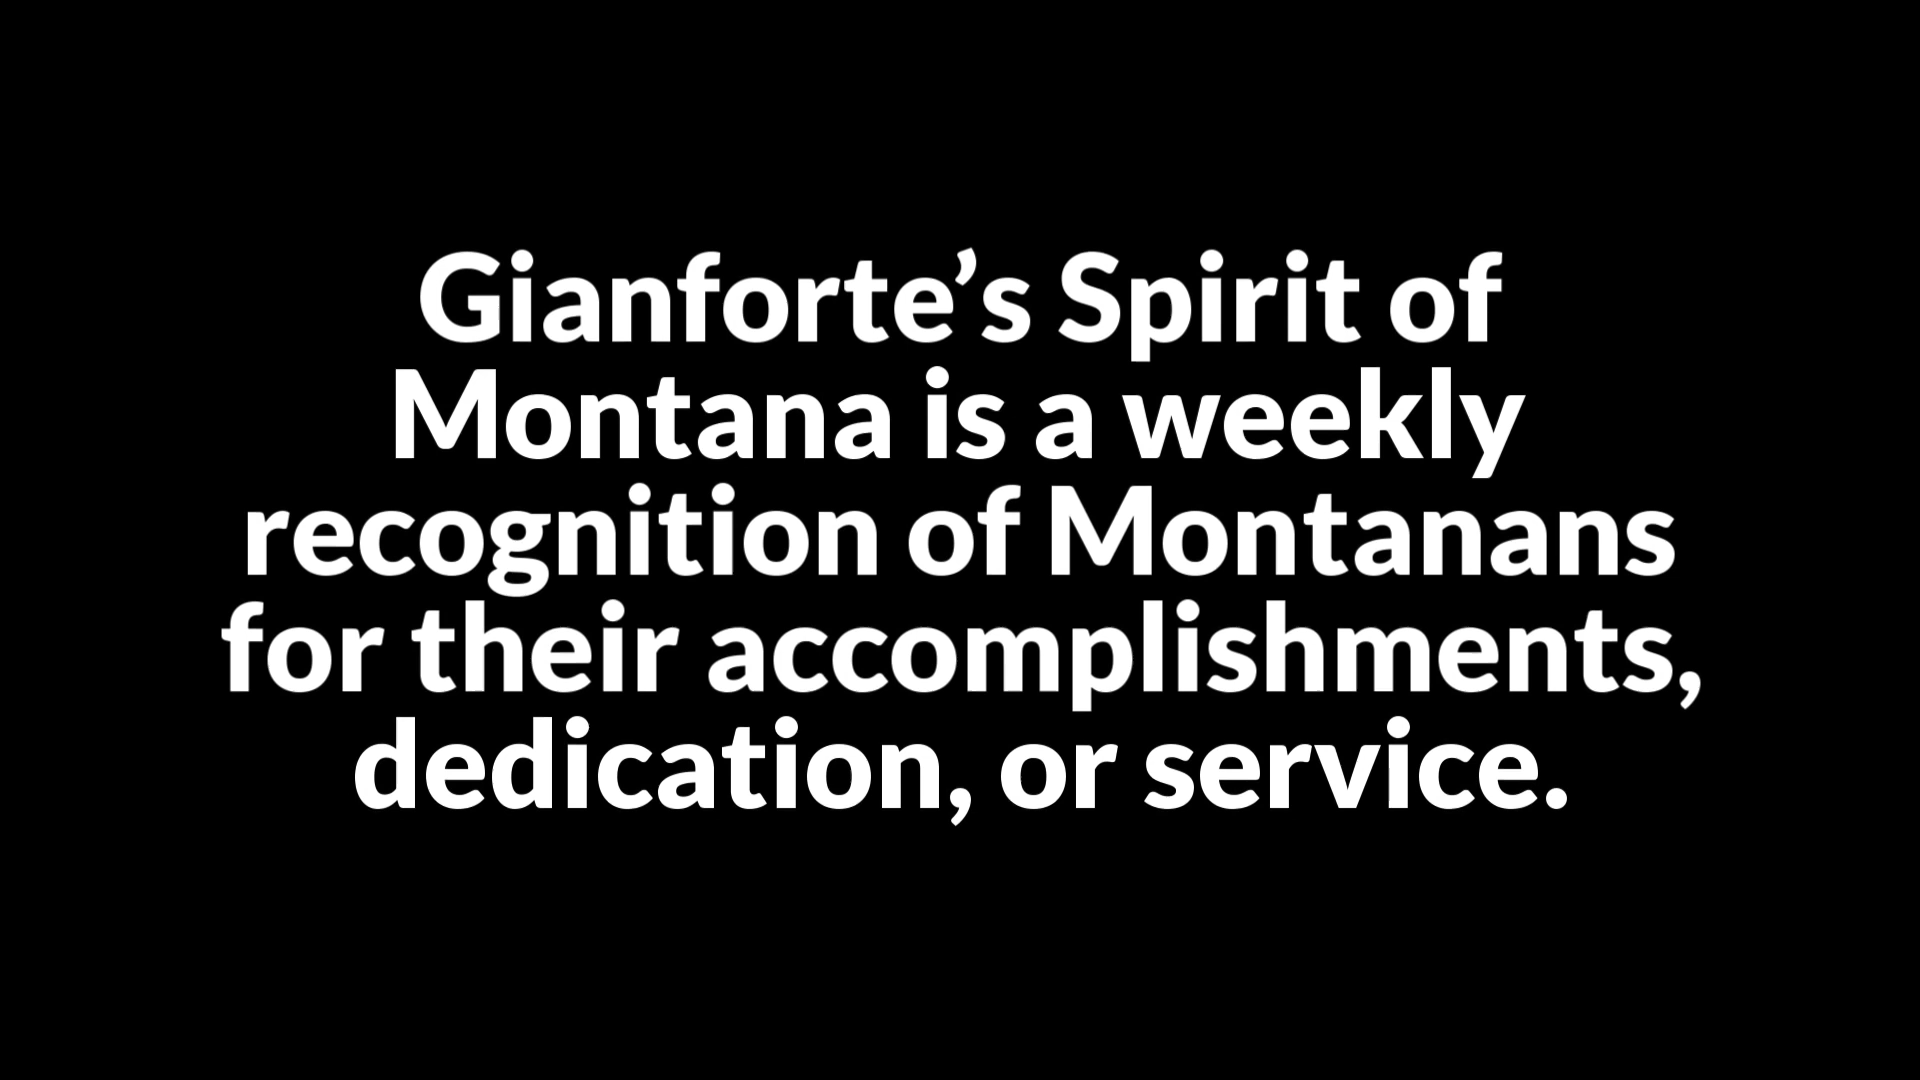 Gianforte’s Spirit of
Montana is a weekly
recognition of Montanans
for their accomplishments,
dedication, or service.